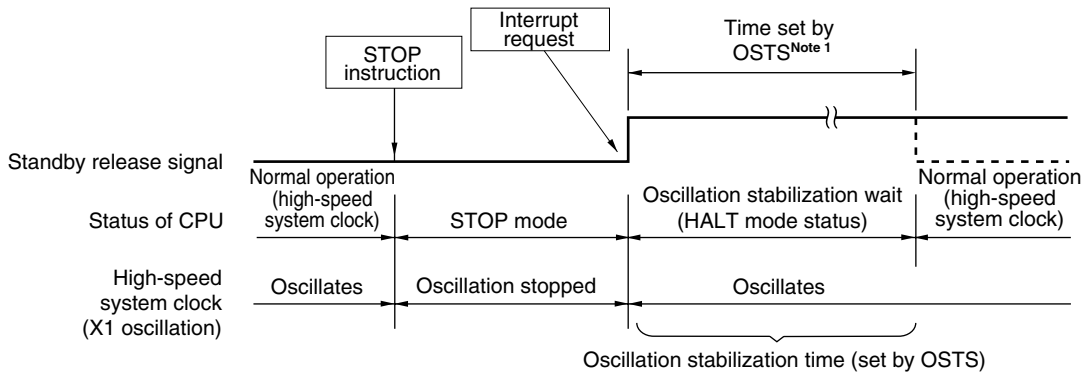 Interrupt
request
Time set by
OSTSNote 1
STOP
instruction
Standby release signal
Normal operation
(high-speed
system clock)
Oscillation stabilization wait
(HALT mode status)
Normal operation
(high-speed
system clock)
Status of CPU
STOP mode
High-speed
system clock
(X1 oscillation)
Oscillates
Oscillation stopped
Oscillates
Oscillation stabilization time (set by OSTS)